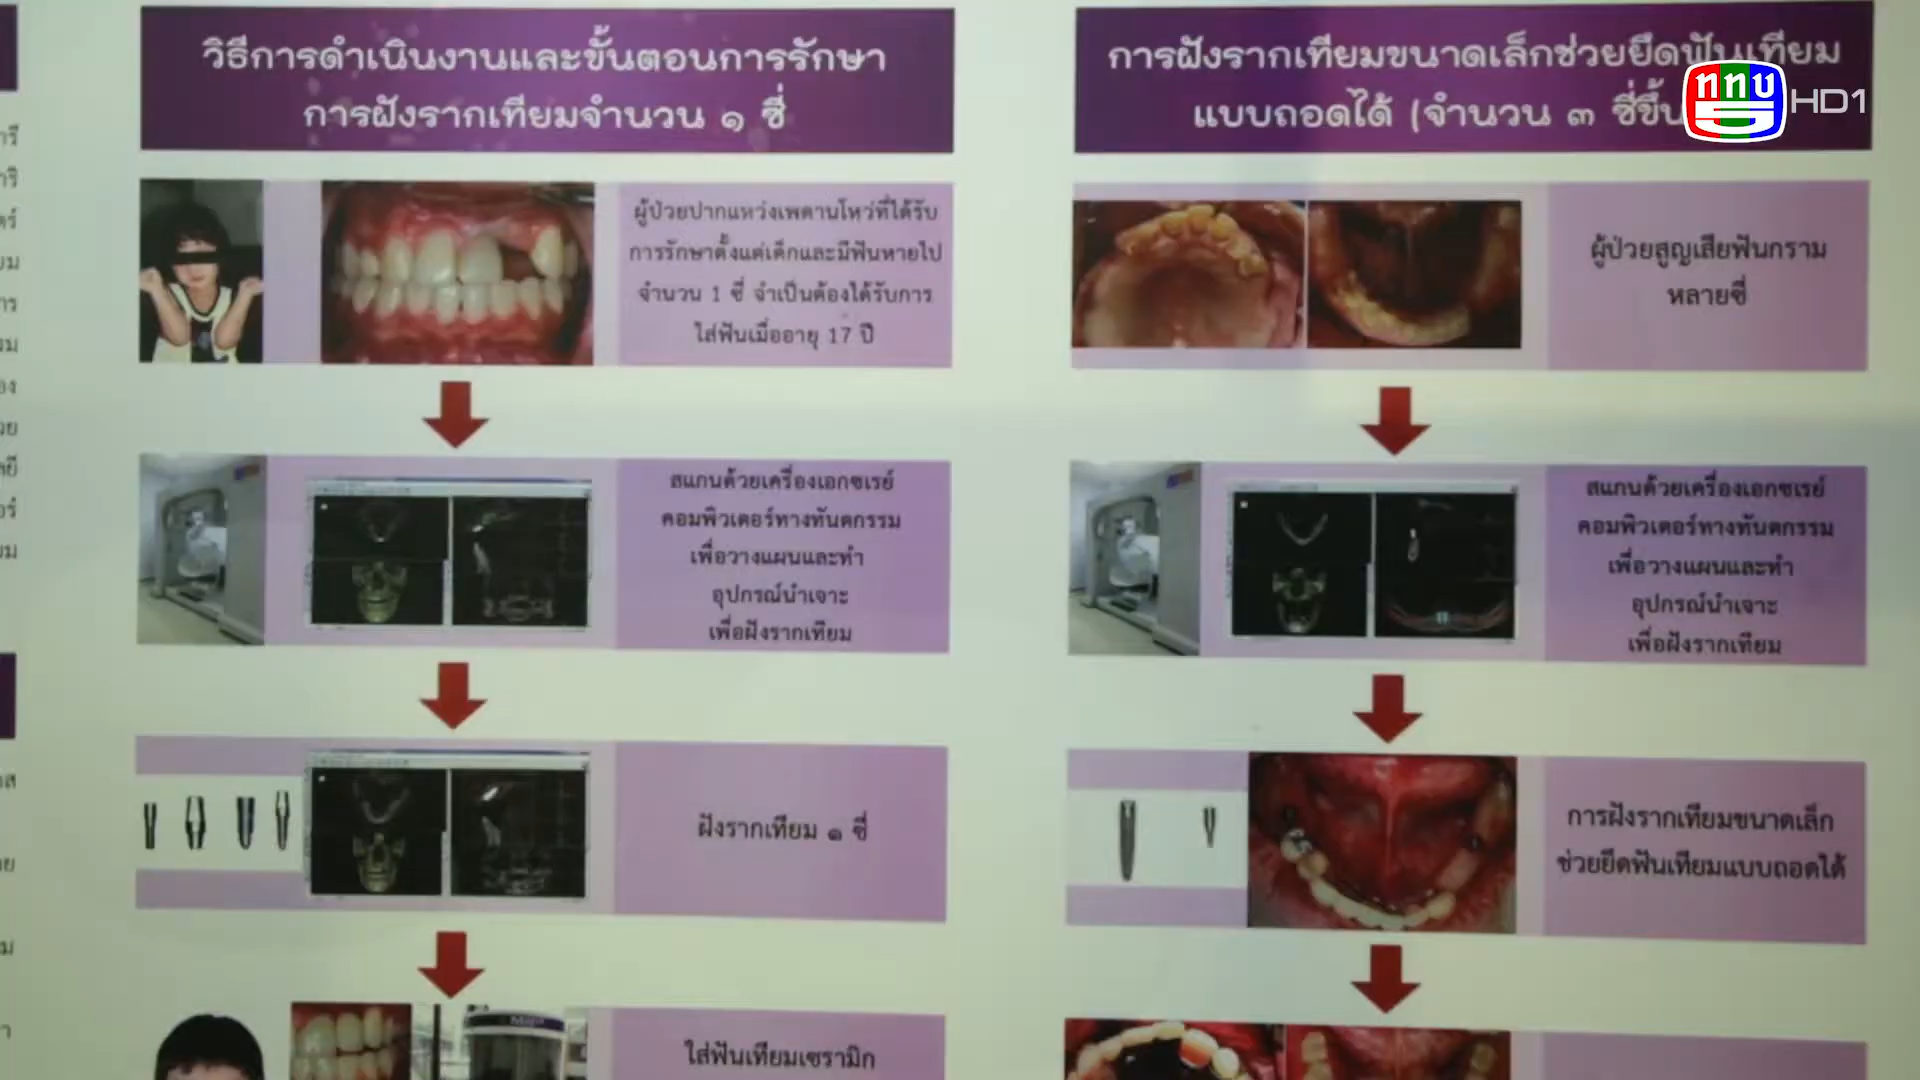 วิธีการดำเนินงานและขั้นตอนการรักษา
การฝังรากเทียมจำนวน ๑ ซี่
ผู้ป่วยปากแหว่งเพดานโหว่ที่ได้รับ
การรักษาตั้งแต่เด็กและมีฟันหายไป
จำนวน 1 ซี่ จำเป็นต้องได้รับการ
ใส่ฟันเมื่ออายุ 17 ปี
สแกนด้วยเครื่องเอกซเรย์
คอมพิวเตอร์ทางทันตกรรม
เพื่อวางแผนและทำ
อุปกรณ์นำเจาะ
เพื่อฝังรากเทียม
ฝังรากเทียม ๑ ซี่
ใส่ฟันเทียมเซรามิก
การฝังรากเทียมขนาดเล็กช่วยยึดฟันเทียม
แบบถอดได้ (จำนวน ๓ ซี่ขึ้น
ททบ HD1
ผู้ป่วยสูญเสียฟันกราม
หลายซี่
สแกนด้วยเครื่องเอกซเรย์
คอมพิวเตอร์ทางทันตกรรม
เพื่อวางแผนและทำ
อุปกรณ์นำเจาะ
เพื่อฝังรากเทียม
การฝังรากเทียมขนาดเล็ก
ช่วยยึดฟันเทียมแบบถอดได้